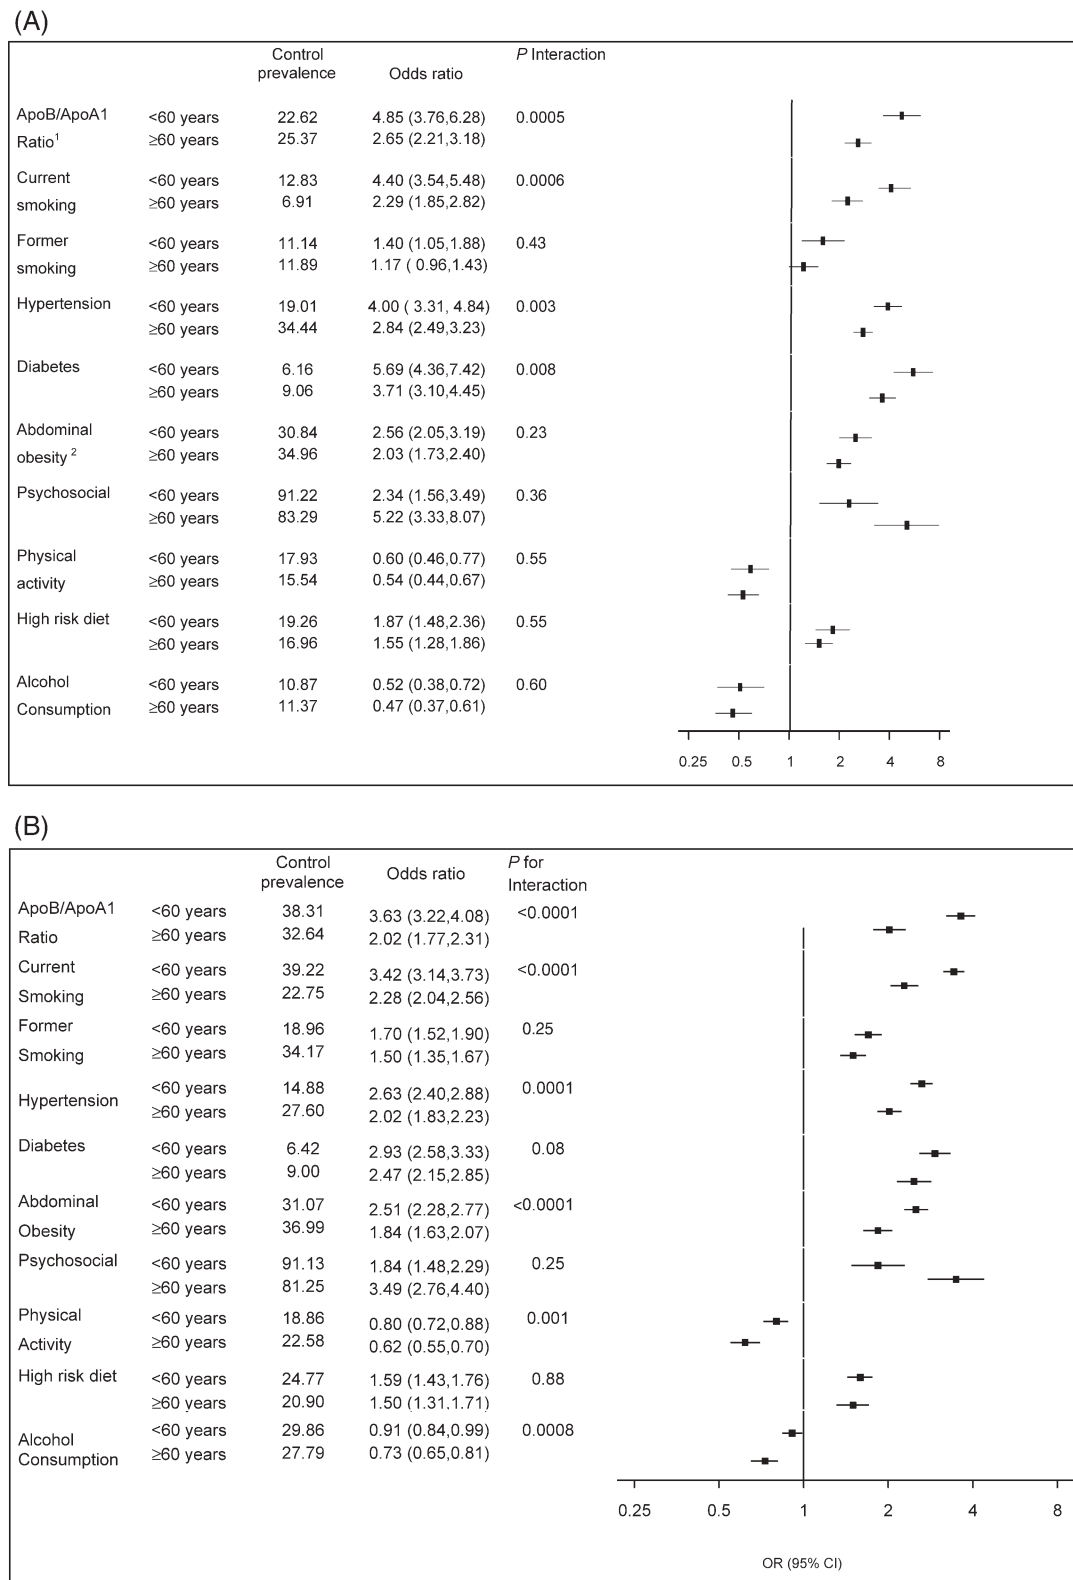 (A)
Control prevalence Odds ratio P Interaction
ApoB/ApoA1 <60 years 22.62 4.85 (3.76,6.28) 0.0005
Ratio1 ≥60 years 25.37 2.65 (2.21,3.18)
Current <60 years 12.83 4.40 (3.54,5.48) 0.0006
smoking ≥60 years 6.91 2.29 (1.85,2.82)
Former <60 years 11.14 1.40 (1.05,1.88) 0.43
smoking ≥60 years 11.89 1.17 ( 0.96,1.43)
Hypertension <60 years 19.01 4.00 ( 3.31, 4.84) 0.003
≥60 years 34.44 2.84 (2.49,3.23)
Diabetes <60 years 6.16 5.69 (4.36,7.42) 0.008
≥60 years 9.06 3.71 (3.10,4.45)
Abdominal <60 years 30.84 2.56 (2.05,3.19) 0.23
obesity 2 ≥60 years 34.96 2.03 (1.73,2.40)
Psychosocial <60 years 91.22 2.34 (1.56,3.49) 0.36
≥60 years 83.29 5.22 (3.33,8.07)
Physical <60 years 17.93 0.60 (0.46,0.77) 0.55
activity ≥60 years 15.54 0.54 (0.44,0.67)
High risk diet <60 years 19.26 1.87 (1.48,2.36) 0.55
≥60 years 16.96 1.55 (1.28,1.86)
Alcohol <60 years 10.87 0.52 (0.38,0.72) 0.60
Consumption ≥60 years 11.37 0.47 (0.37,0.61)
0.25 0.5 1 2 4 8
(B)
Control prevalence Odds ratio P for Interaction
ApoB/ApoA1 <60 years 38.31 3.63 (3.22,4.08) <0.0001
Ratio ≥60 years 32.64 2.02 (1.77,2.31)
Current <60 years 39.22 3.42 (3.14,3.73) <0.0001
Smoking ≥60 years 22.75 2.28 (2.04,2.56)
Former <60 years 18.96 1.70 (1.52,1.90) 0.25
Smoking ≥60 years 34.17 1.50 (1.35,1.67)
Hypertension <60 years 14.88 2.63 (2.40,2.88) 0.0001
≥60 years 27.60 2.02 (1.83,2.23)
Diabetes <60 years 6.42 2.93 (2.58,3.33) 0.08
≥60 years 9.00 2.47 (2.15,2.85)
Abdominal <60 years 31.07 2.51 (2.28,2.77) <0.0001
Obesity ≥60 years 36.99 1.84 (1.63,2.07)
Psychosocial <60 years 91.13 1.84 (1.48,2.29) 0.25
≥60 years 81.25 3.49 (2.76,4.40)
Physical <60 years 18.86 0.80 (0.72,0.88) 0.001
Activity ≥60 years 22.58 0.62 (0.55,0.70)
High risk diet <60 years 24.77 1.59 (1.43,1.76) 0.88
≥60 years 20.90 1.50 (1.31,1.71)
Alcohol <60 years 29.86 0.91 (0.84,0.99) 0.0008
Consumption ≥60 years 27.79 0.73 (0.65,0.81)
0.25 0.5 1 2 4 8
OR (95% CI)